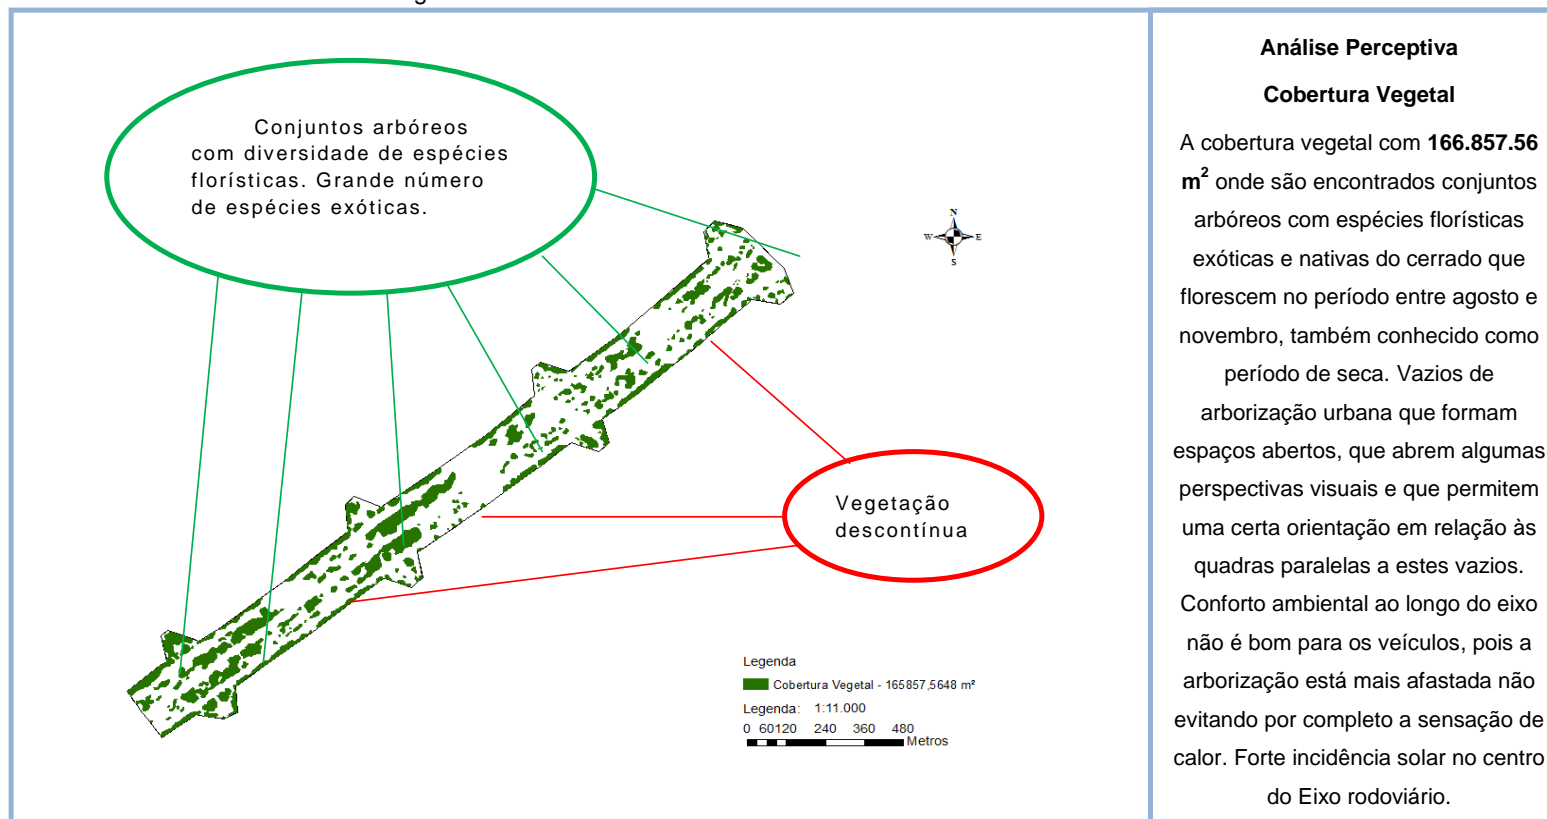 Conjuntos arbóreos
com diversidade de espécies
florísticas. Grande número
de espécies exóticas.
N
W
E
S
Vegetação
descontínua
Legenda
Cobertura Vegetal - 165857,5648 m²
Legenda: 1:11.000
0 60120 240 360 480
Metros
Análise Perceptiva
Cobertura Vegetal
A cobertura vegetal com 166.857.56
m² onde são encontrados conjuntos
arbóreos com espécies florísticas
exóticas e nativas do cerrado que
florescem no período entre agosto e
novembro, também conhecido como
período de seca. Vazios de
arborização urbana que formam
espaços abertos, que abrem algumas
perspectivas visuais e que permitem
uma certa orientação em relação às
quadras paralelas a estes vazios.
Conforto ambiental ao longo do eixo
não é bom para os veículos, pois a
arborização está mais afastada não
evitando por completo a sensação de
calor. Forte incidência solar no centro
do Eixo rodoviário.